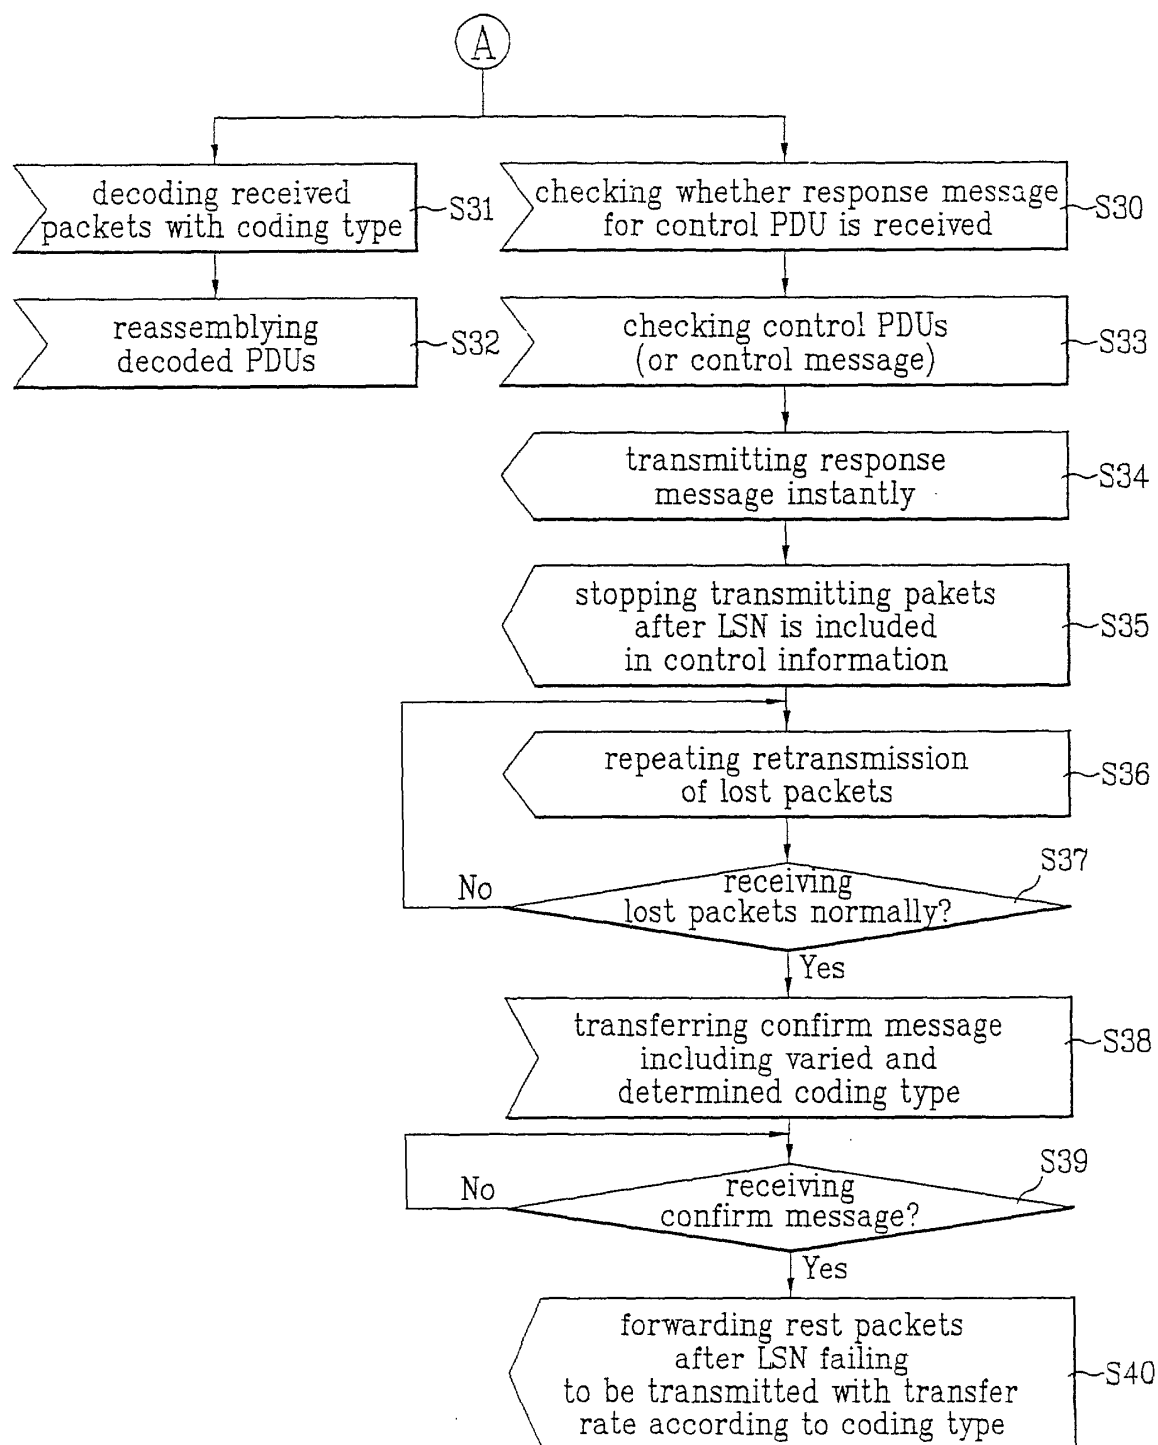 A
decoding received
packets with coding type
S31
checking whether response message
for control PDU is received
S30
reassemblying
decoded PDUs
S32
checking control PDUs
(or control message)
S33
transmitting response
message instantly
S34
stopping transmitting pakets
after LSN is included
in control information
S35
repeating retransmission
of lost packets
S36
S37
receiving
lost packets normally?
No
Yes
transferring confirm message
including varied and
determined coding type
S38
S39
receiving
confirm message?
No
Yes
forwarding rest packets
after LSN failing
to be transmitted with transfer
rate according to coding type
S40